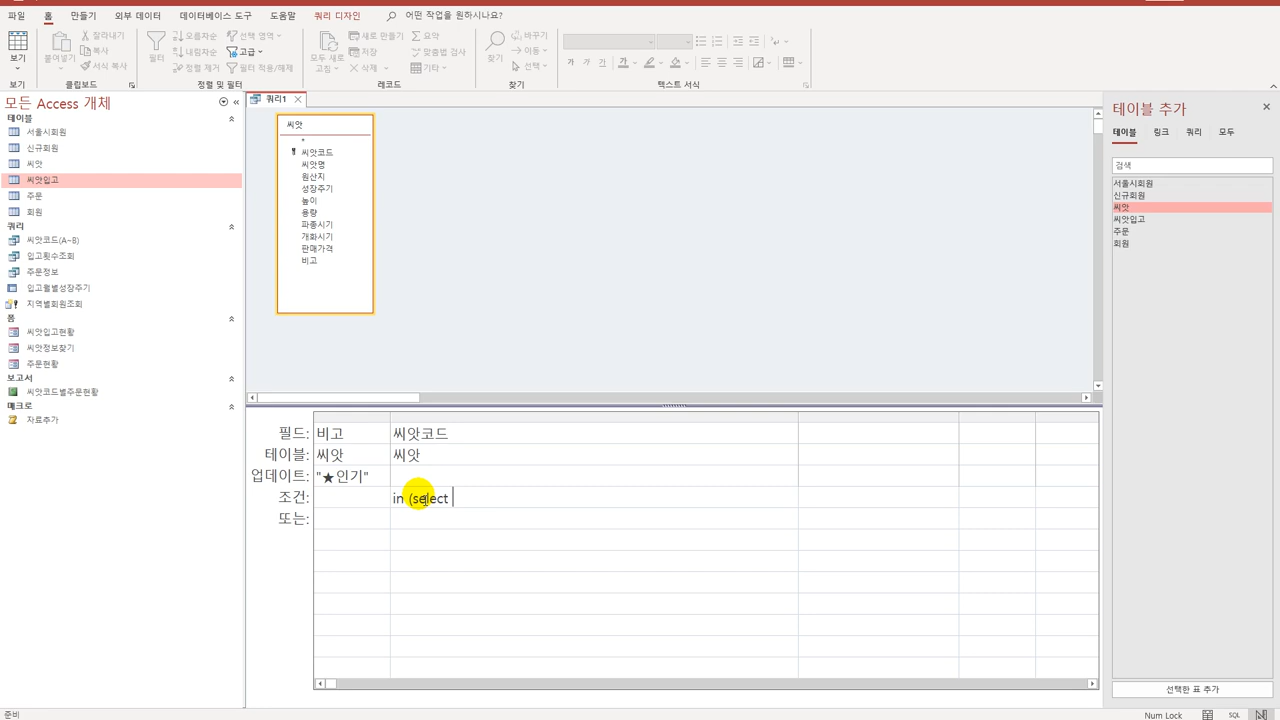 파일 홈 만들기 외부 데이터 데이터베이스 도구 도움말 쿼리 디자인 어떤 작업을 원하시나요?
보기 붙여넣기 잘라내기 복사 서식 복사 클립보드
필터 오름차순 내림차순 정렬 제거 선택 영역 고급 필터 적용/해제 정렬 및 필터
모두 새로 고침 새로 만들기 저장 삭제 요약 맞춤법 검사 기타 레코드
찾기 바꾸기 이동 선택 찾기
가 가 가 가 텍스트 서식
모든 Access 개체
테이블
서울시회원
신규회원
씨앗
씨앗입고
주문
회원
쿼리
씨앗코드(A~B)
입고횟수조회
주문정보
입고월별성장주기
지역별회원조회
폼
씨앗입고현황
씨앗정보찾기
주문현황
보고서
씨앗코드별주문현황
매크로
자료추가
쿼리1
씨앗
*
씨앗코드
씨앗명
원산지
성장주기
높이
용량
파종시기
개화시기
판매가격
비고
필드: 비고 씨앗코드
테이블: 씨앗 씨앗
업데이트: "★인기"
조건: in (select
또는:
테이블 추가
테이블 링크 쿼리 모두
검색
서울시회원
신규회원
씨앗
씨앗입고
주문
회원
선택한 표 추가
준비
Num Lock SQL